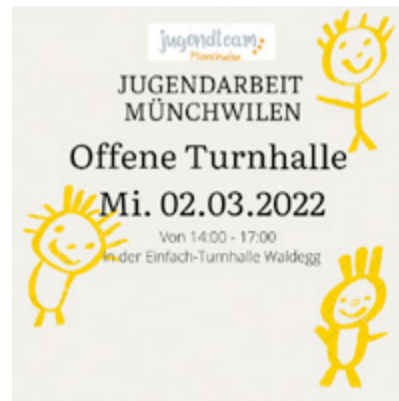 jugendteam
Münchwilen
JUGENDARBEIT
MÜNCHWILEN
Offene Turnhalle
Mi. 02.03.2022
Von 14:00 - 17:00
in der Einfach-Turnhalle Waldegg